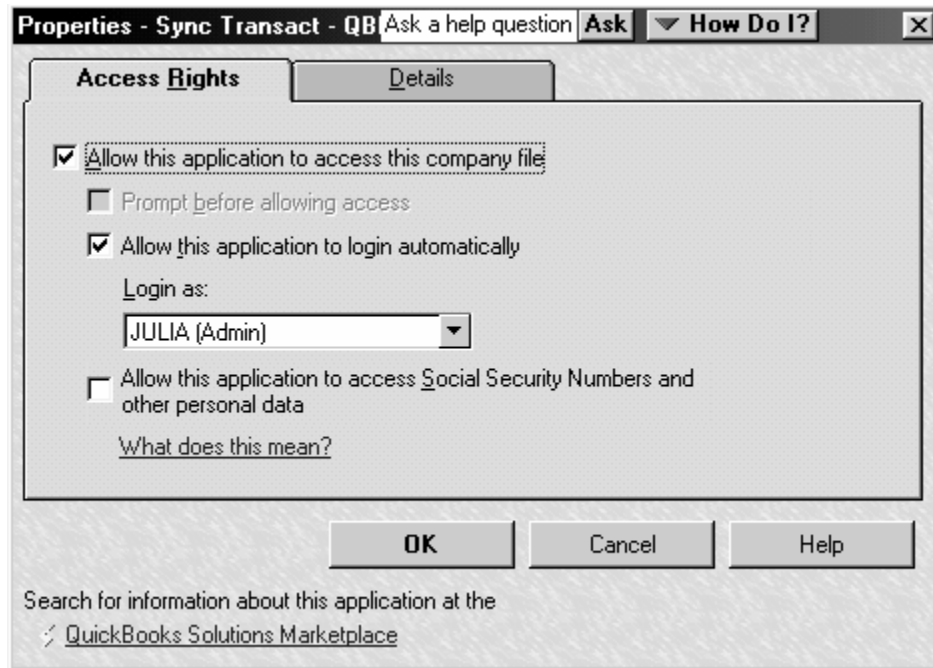 Properties - Sync Transact - QB Ask a help question Ask How Do I?
Access Rights Details
Allow this application to access this company file
Prompt before allowing access
Allow this application to login automatically
Login as:
JULIA (Admin)
Allow this application to access Social Security Numbers and
other personal data
What does this mean?
OK Cancel Help
Search for information about this application at the
QuickBooks Solutions Marketplace